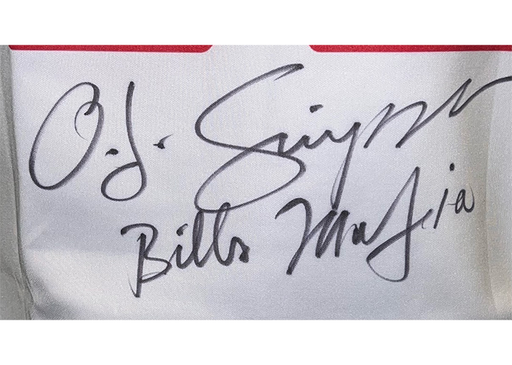 O.J. Simpson
Bills Mafia